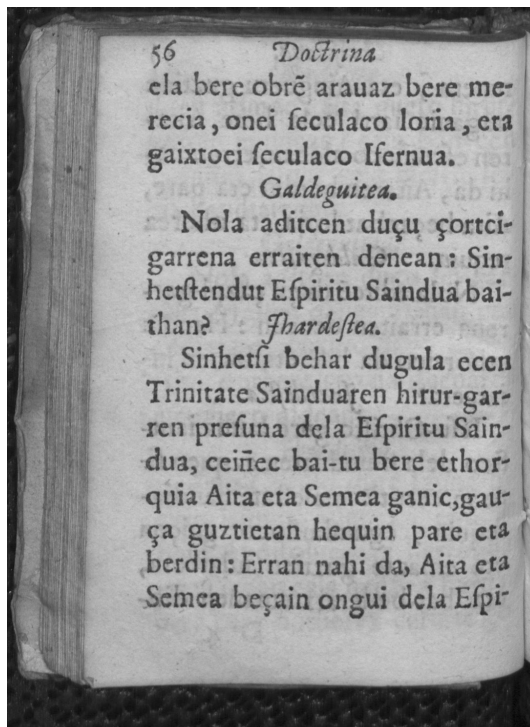 56 Doctrina
ela bere obrẽ arauaz bere me-
recia, onei ſeculaco loria, eta
gaixtoei ſeculaco Iſernua.
Galdeguitea.
Nola aditcen duçu çortci-
garrena erraiten denean: Sin-
hetſtendut Eſpiritu Saindua bai-
than? Ihardeſtea.
Sinhetſi behar dugula ecen
Trinitate Sainduaren hirur-gar-
ren preſuna dela Eſpiritu Sain-
dua, ceiñec bai-tu bere ethor-
quia Aita eta Semea ganic, gau-
ça guztietan hequin pare eta
berdin: Erran nahi da, Aita eta
Semea beçain ongui dela Eſpi-